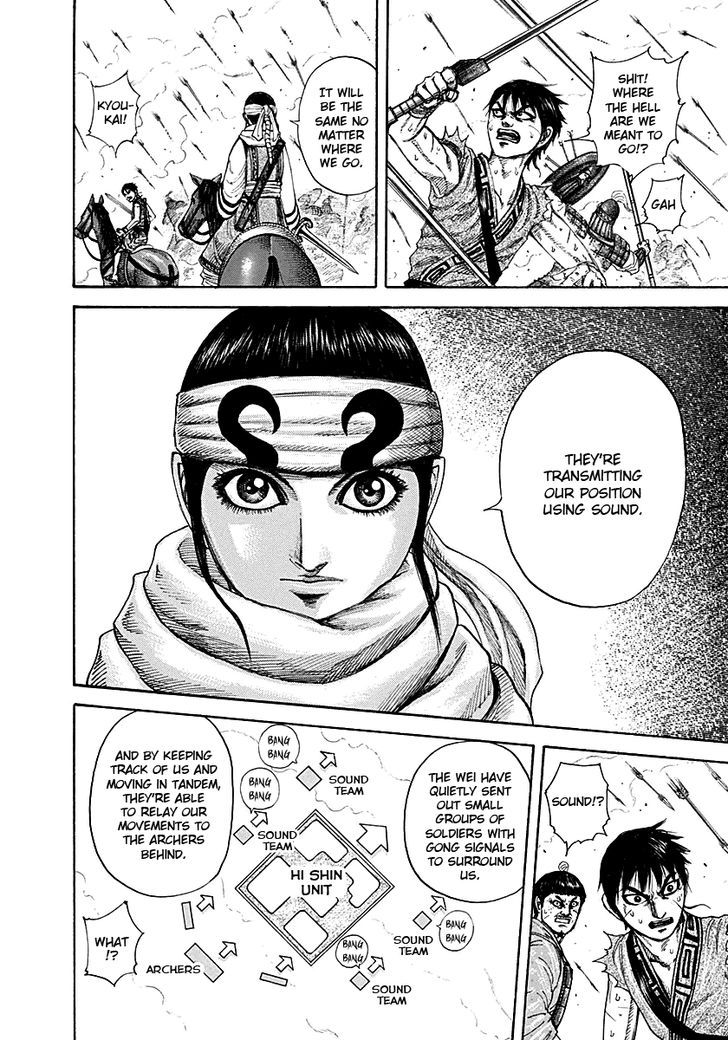 SHIT!
WHERE
THE HELL
ARE WE
MEANT TO
GO!?
GAH
IT WILL
BE THE
SAME NO
MATTER
WHERE
WE GO.
KYOU-
KAI!
THEY'RE
TRANSMITTING
OUR POSITION
USING SOUND.
SOUND!?
THE WEI HAVE
QUIETLY SENT
OUT SMALL
GROUPS OF
SOLDIERS WITH
GONG SIGNALS
TO SURROUND
US.
AND BY KEEPING
TRACK OF US AND
MOVING IN TANDEM,
THEY'RE ABLE
TO RELAY OUR
MOVEMENTS TO
THE ARCHERS
BEHIND.
BANG
BANG
SOUND
TEAM
BANG
BANG
SOUND
TEAM
HI SHIN
UNIT
BANG
BANG
SOUND
TEAM
BANG
BANG
SOUND
TEAM
ARCHERS
WHAT
!?